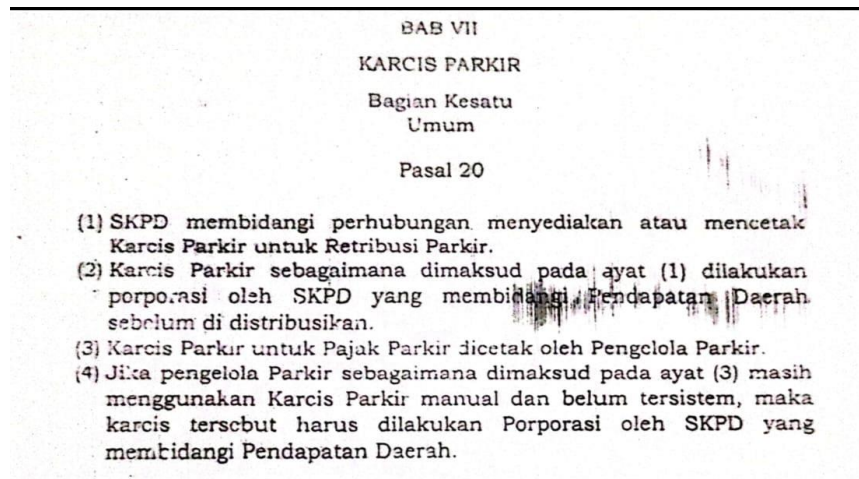 BAB VII
KARCIS PARKIR
Bagian Kesatu
Umum
Pasal 20
(1) SKPD membidangi perhubungan menyediakan atau mencetak
Karcis Parkir untuk Retribusi Parkir.
(2) Karcis Parkir sebagaimana dimaksud pada ayat (1) dilakukan
porporasi oleh SKPD yang membidangi Pendapatan Daerah
sebelum di distribusikan.
(3) Karcis Parkir untuk Pajak Parkir dicetak oleh Pengelola Parkir.
(4) Jika pengelola Parkir sebagaimana dimaksud pada ayat (3) masih
menggunakan Karcis Parkir manual dan belum tersistem, maka
karcis tersebut harus dilakukan Porporasi oleh SKPD yang
membidangi Pendapatan Daerah.